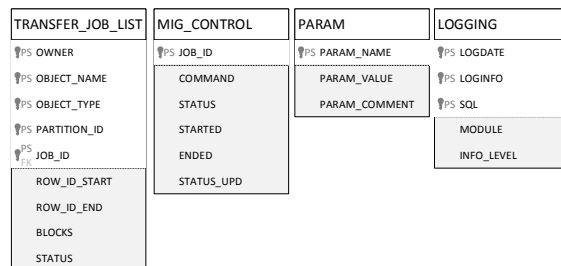 TRANSFER_JOB_LIST
PS OWNER
PS OBJECT_NAME
PS OBJECT_TYPE
PS PARTITION_ID
PS
FK JOB_ID
ROW_ID_START
ROW_ID_END
BLOCKS
STATUS
MIG_CONTROL
PS JOB_ID
COMMAND
STATUS
STARTED
ENDED
STATUS_UPD
PARAM
PS PARAM_NAME
PARAM_VALUE
PARAM_COMMENT
LOGGING
PS LOGDATE
PS LOGINFO
PS SQL
MODULE
INFO_LEVEL